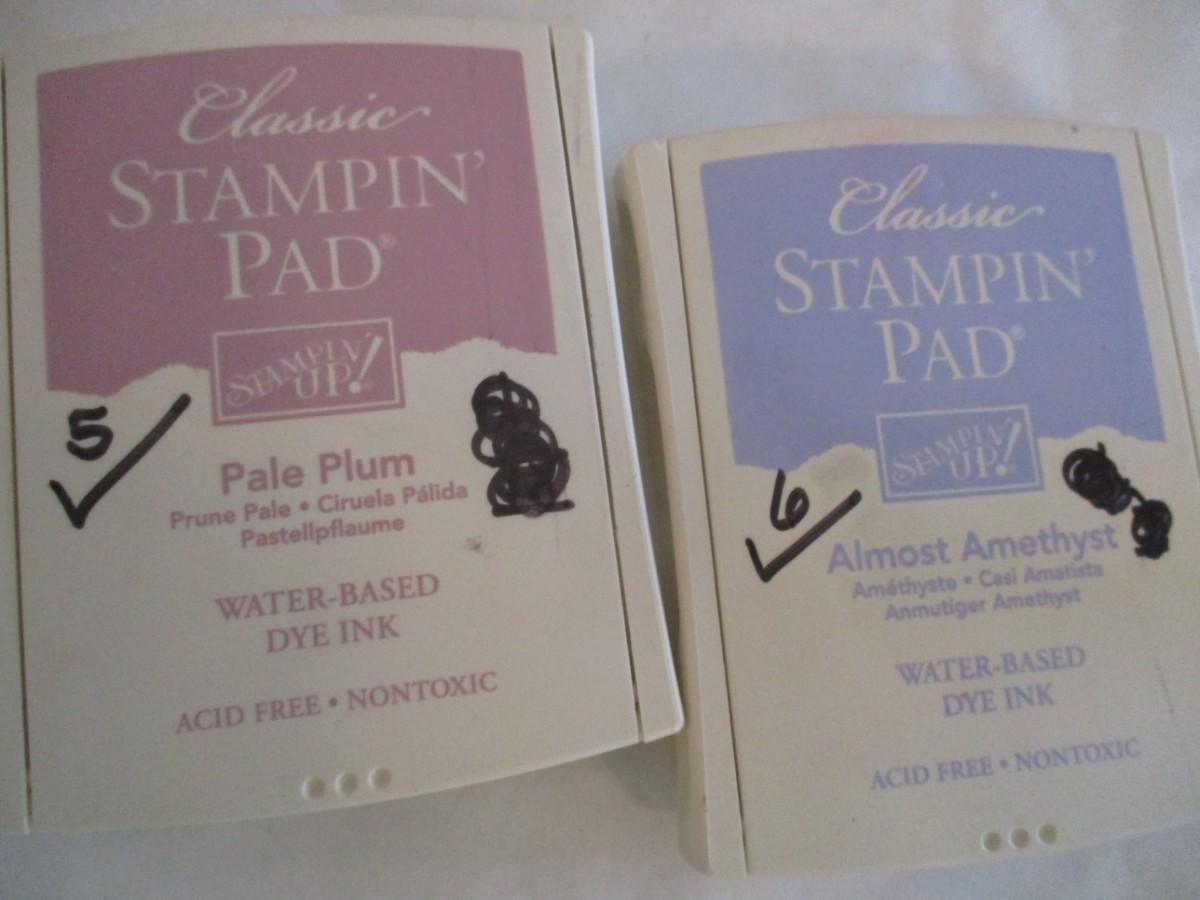 Classic
STAMPIN'
PAD®
STAMPIN'
UP!®
5✓
Pale Plum
Prune Pale • Ciruela Pálida
Pastellpflaume
WATER-BASED
DYE INK
ACID FREE • NONTOXIC
Classic
STAMPIN'
PAD®
STAMPIN'
UP!®
6✓
Almost Amethyst
Améthyste • Casi Amatista
Anmutiger Amethyst
WATER-BASED
DYE INK
ACID FREE • NONTOXIC